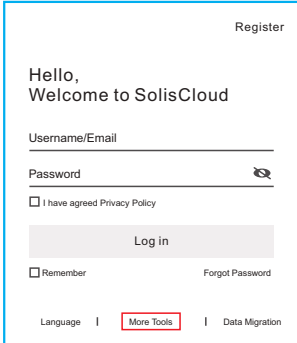 Register
Hello,
Welcome to SolisCloud
Username/Email
Password
I have agreed Privacy Policy
Log in
Remember Forgot Password
Language | More Tools | Data Migration